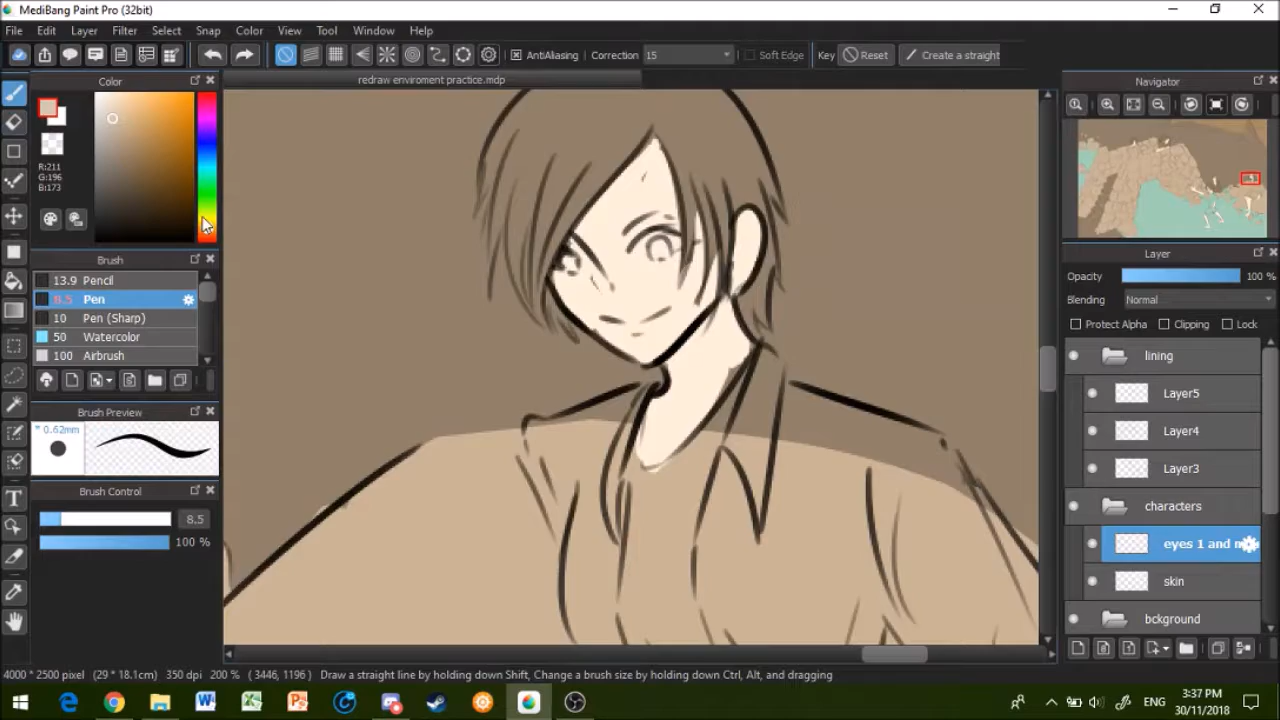 MediBang Paint Pro (32bit)
File Edit Layer Filter Select Snap Color View Tool Window Help
AntiAliasing Correction 15 Soft Edge Key Reset Create a straight
Color
redraw enviroment practice.mdp
Navigator
R:211
G:196
B:173
Brush
13.9 Pencil
8.5 Pen
10 Pen (Sharp)
50 Watercolor
100 Airbrush
Brush Preview
* 0.62mm
Brush Control
8.5
100 %
Layer
Opacity 100 %
Blending Normal
Protect Alpha Clipping Lock
lining
Layer5
Layer4
Layer3
characters
eyes 1 and
skin
bckground
4000 * 2500 pixel (29 * 18.1cm) 350 dpi 200 % ( 3446, 1196 ) Draw a straight line by holding down Shift, Change a brush size by holding down Ctrl, Alt, and dragging
ENG
3:37 PM
30/11/2018